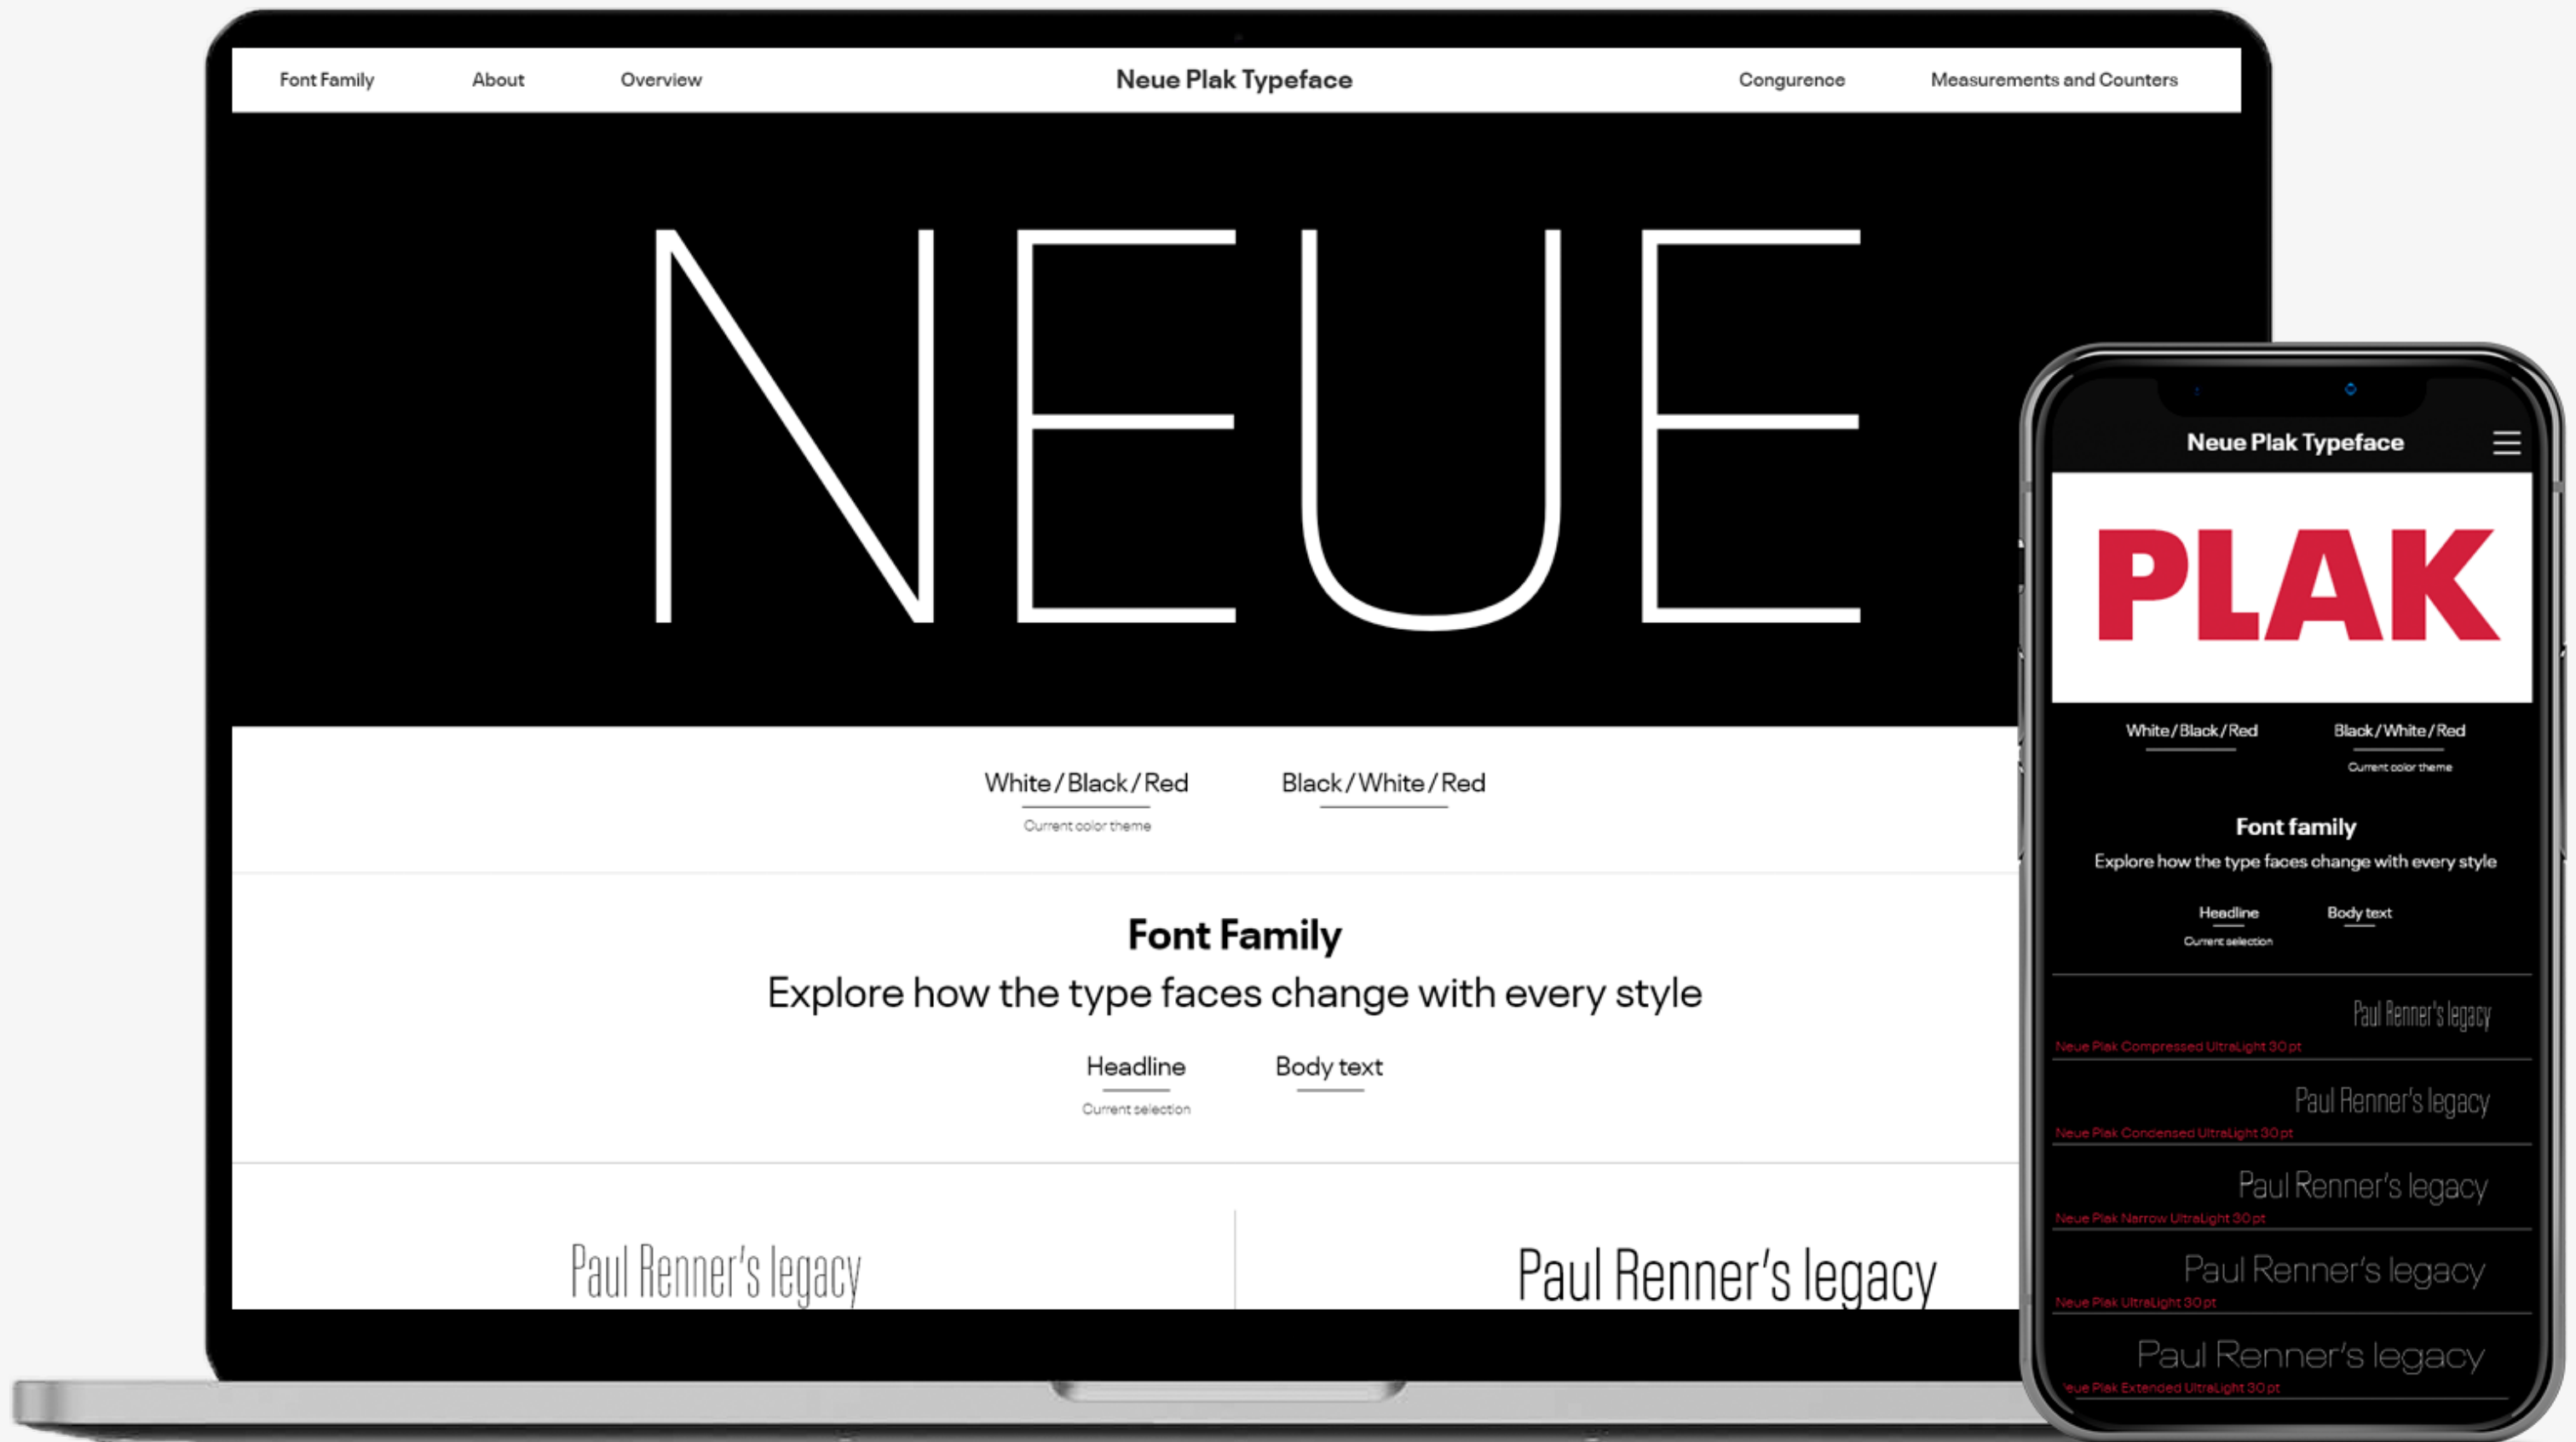 Font Family About Overview Neue Plak Typeface Congurence Measurements and Counters
NEUE
White/Black/Red Black/White/Red
Current color theme
Font Family
Explore how the type faces change with every style
Headline Body text
Current selection
Paul Renner's legacy Paul Renner's legacy
Neue Plak Typeface
PLAK
White/Black/Red Black/White/Red
Current color theme
Font family
Explore how the type faces change with every style
Headline Body text
Current selection
Paul Renner's legacy
Neue Plak Compressed UltraLight 30 pt
Paul Renner's legacy
Neue Plak Condensed UltraLight 30 pt
Paul Renner's legacy
Neue Plak Narrow UltraLight 30 pt
Paul Renner's legacy
Neue Plak UltraLight 30 pt
Paul Renner's legacy
Neue Plak Extended UltraLight 30 pt